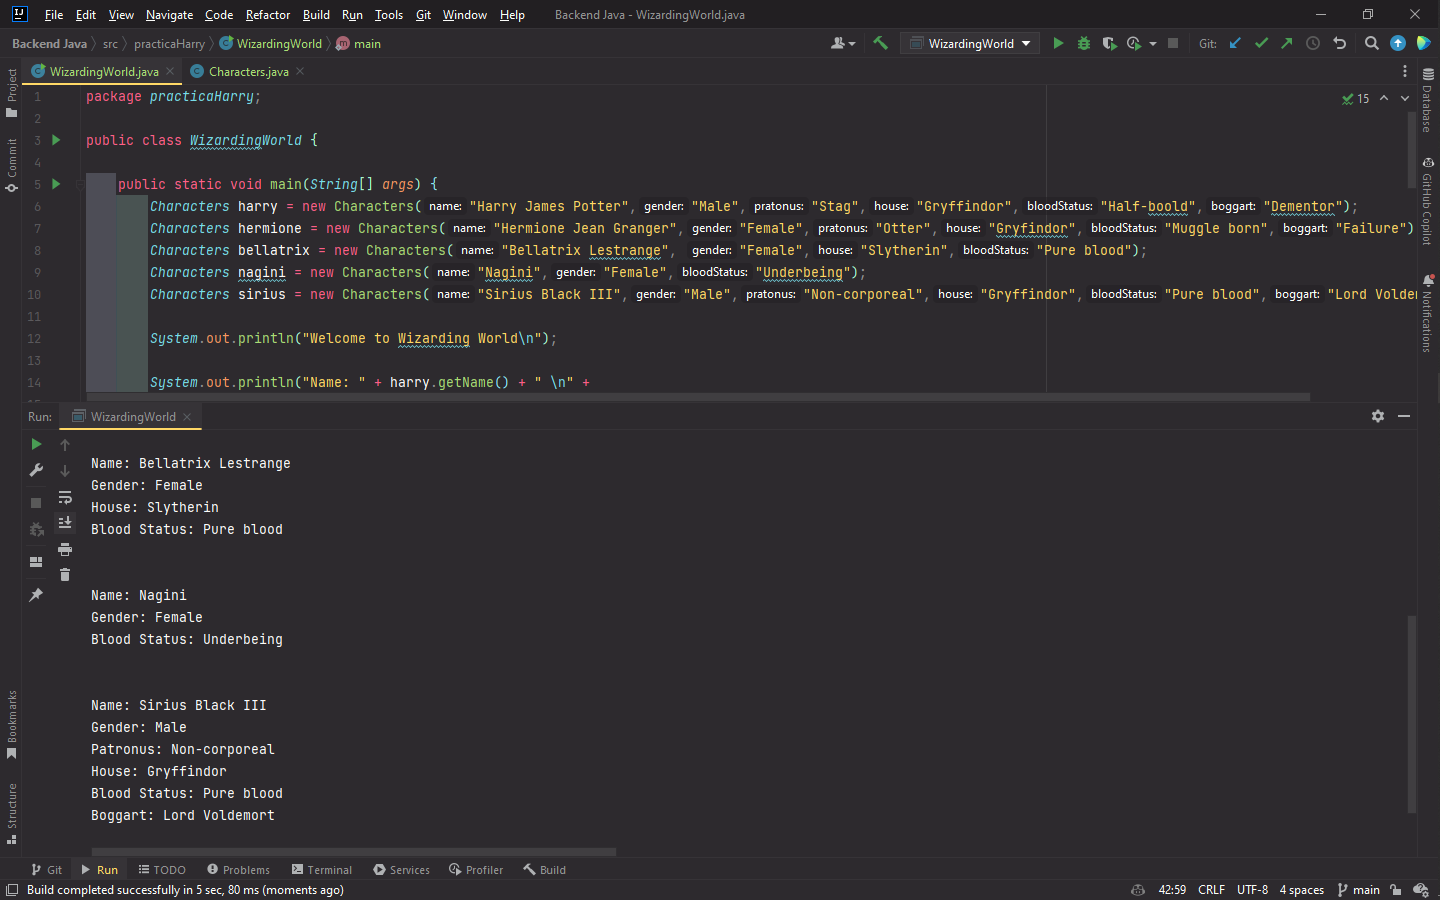 File Edit View Navigate Code Refactor Build Run Tools Git Window Help Backend Java - WizardingWorld.java
Backend Java src practicaHarry WizardingWorld main WizardingWorld Git:
WizardingWorld.java Characters.java
Project
Commit
Bookmarks
Structure
Database
GitHub Copilot
Notifications
15
1 package practicaHarry;
2
3 public class WizardingWorld {
4
5 public static void main(String[] args) {
6 Characters harry = new Characters( name: "Harry James Potter", gender: "Male", pratonus: "Stag", house: "Gryffindor", bloodStatus: "Half-boold", boggart: "Dementor");
7 Characters hermione = new Characters( name: "Hermione Jean Granger", gender: "Female", pratonus: "Otter", house: "Gryfindor", bloodStatus: "Muggle born", boggart: "Failure")
8 Characters bellatrix = new Characters( name: "Bellatrix Lestrange", gender: "Female", house: "Slytherin", bloodStatus: "Pure blood");
9 Characters nagini = new Characters( name: "Nagini", gender: "Female", bloodStatus: "Underbeing");
10 Characters sirius = new Characters( name: "Sirius Black III", gender: "Male", pratonus: "Non-corporeal", house: "Gryffindor", bloodStatus: "Pure blood", boggart: "Lord Volde
11
12 System.out.println("Welcome to Wizarding World\n");
13
14 System.out.println("Name: " + harry.getName() + " \n" +
Run: WizardingWorld
Name: Bellatrix Lestrange
Gender: Female
House: Slytherin
Blood Status: Pure blood
Name: Nagini
Gender: Female
Blood Status: Underbeing
Name: Sirius Black III
Gender: Male
Patronus: Non-corporeal
House: Gryffindor
Blood Status: Pure blood
Boggart: Lord Voldemort
Git Run TODO Problems Terminal Services Profiler Build
Build completed successfully in 5 sec, 80 ms (moments ago) 42:59 CRLF UTF-8 4 spaces main